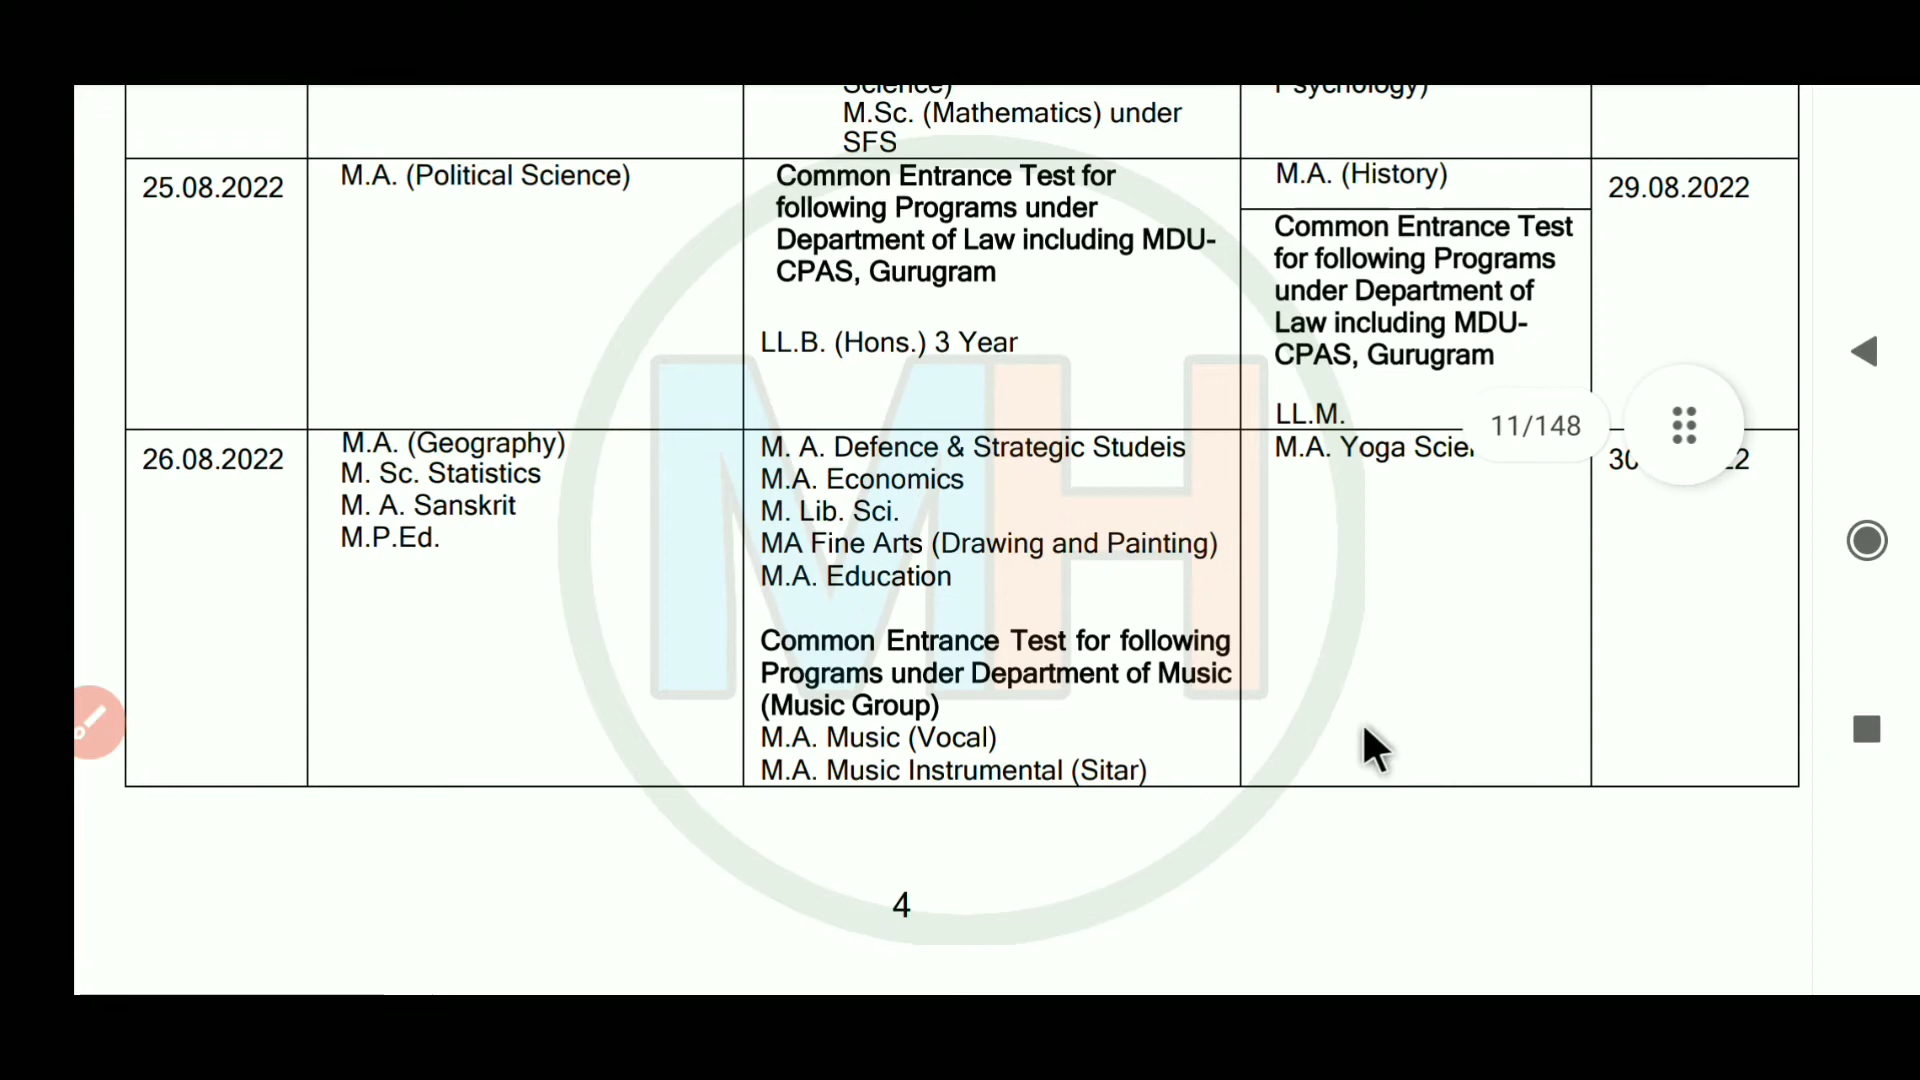 Science)
M.Sc. (Mathematics) under
SFS
Psychology)
25.08.2022
M.A. (Political Science)
Common Entrance Test for
following Programs under
Department of Law including MDU-
CPAS, Gurugram
LL.B. (Hons.) 3 Year
M.A. (History)
Common Entrance Test
for following Programs
under Department of
Law including MDU-
CPAS, Gurugram
LL.M.
29.08.2022
26.08.2022
M.A. (Geography)
M. Sc. Statistics
M. A. Sanskrit
M.P.Ed.
M. A. Defence & Strategic Studeis
M.A. Economics
M. Lib. Sci.
MA Fine Arts (Drawing and Painting)
M.A. Education
Common Entrance Test for following
Programs under Department of Music
(Music Group)
M.A. Music (Vocal)
M.A. Music Instrumental (Sitar)
M.A. Yoga
11/148
MH
4